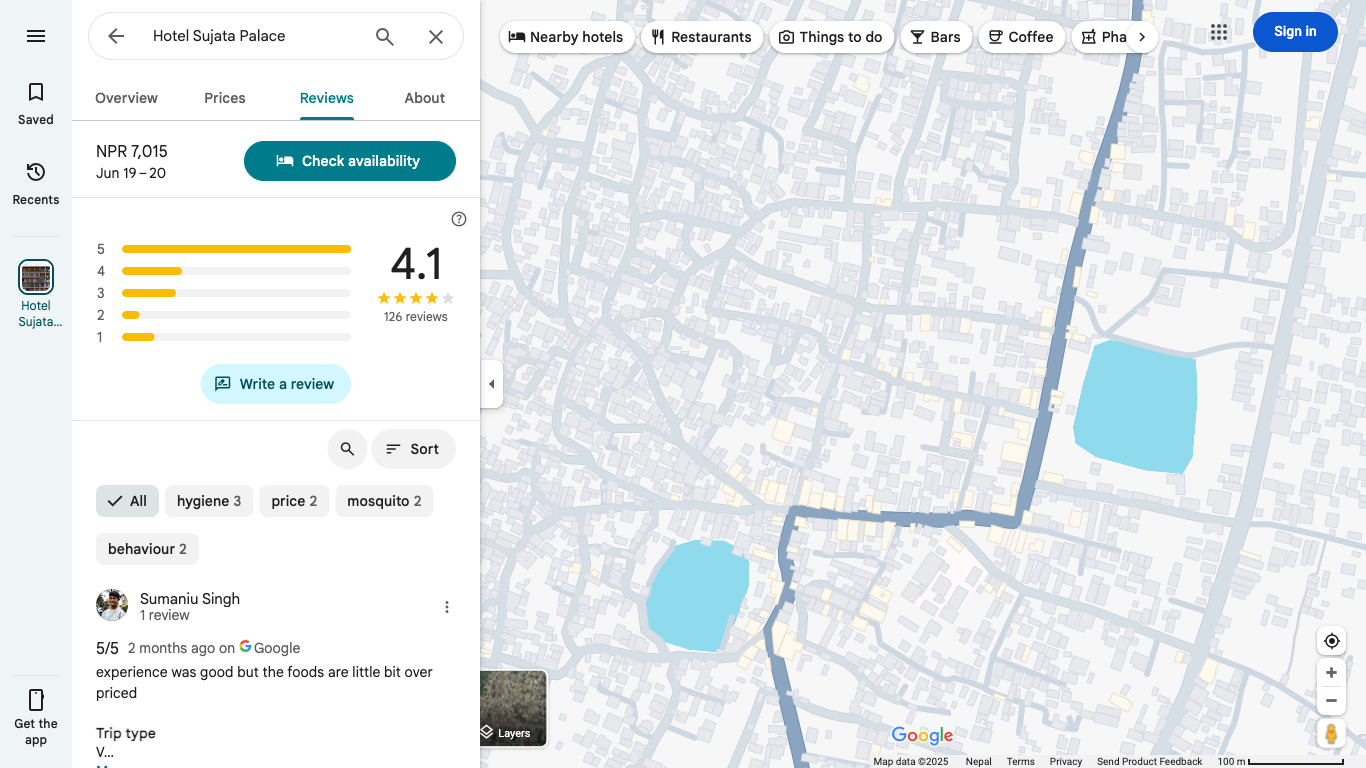 Hotel Sujata Palace
Nearby hotels
Restaurants
Things to do
Bars
Coffee
Pha
Sign in
Saved
Recents
Hotel
Sujata...
Get the
app
Overview
Prices
Reviews
About
NPR 7,015
Jun 19 – 20
Check availability
5
4
3
2
1
4.1
126 reviews
Write a review
Sort
All
hygiene 3
price 2
mosquito 2
behaviour 2
Sumaniu Singh
1 review
5/5 2 months ago on Google
experience was good but the foods are little bit over
priced
Trip type
V...
Layers
Google
Map data ©2025
Nepal
Terms
Privacy
Send Product Feedback
100 m